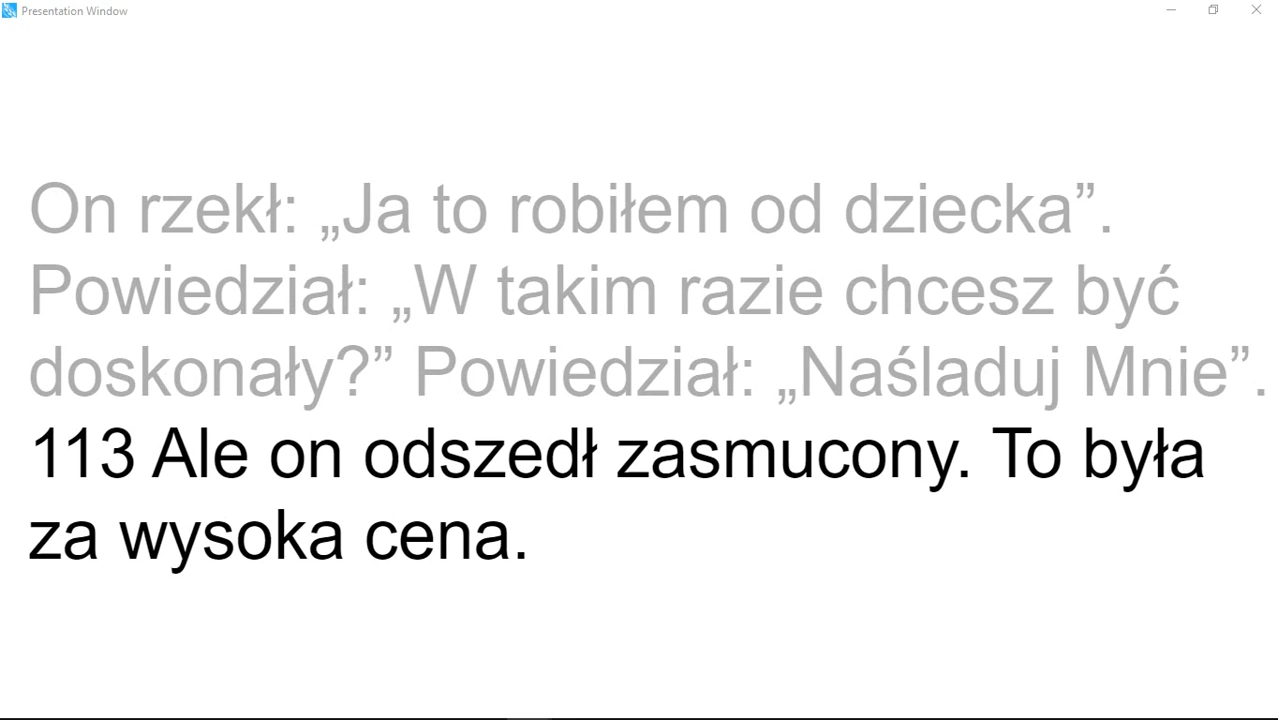 Presentation Window
On rzekł: „Ja to robiłem od dziecka”.
Powiedział: „W takim razie chcesz być
doskonały?” Powiedział: „Naśladuj Mnie”.
113 Ale on odszedł zasmucony. To była
za wysoka cena.